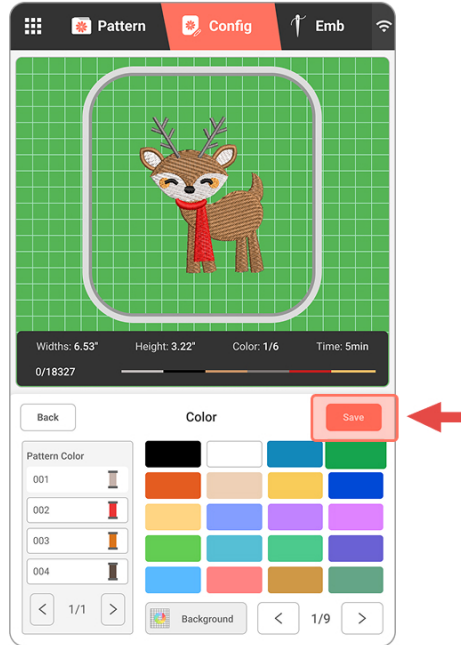 Pattern Config Emb
Widths: 6.53" Height: 3.22" Color: 1/6 Time: 5min
0/18327
Back Color Save
Pattern Color
001
002
003
004
1/1
Background 1/9